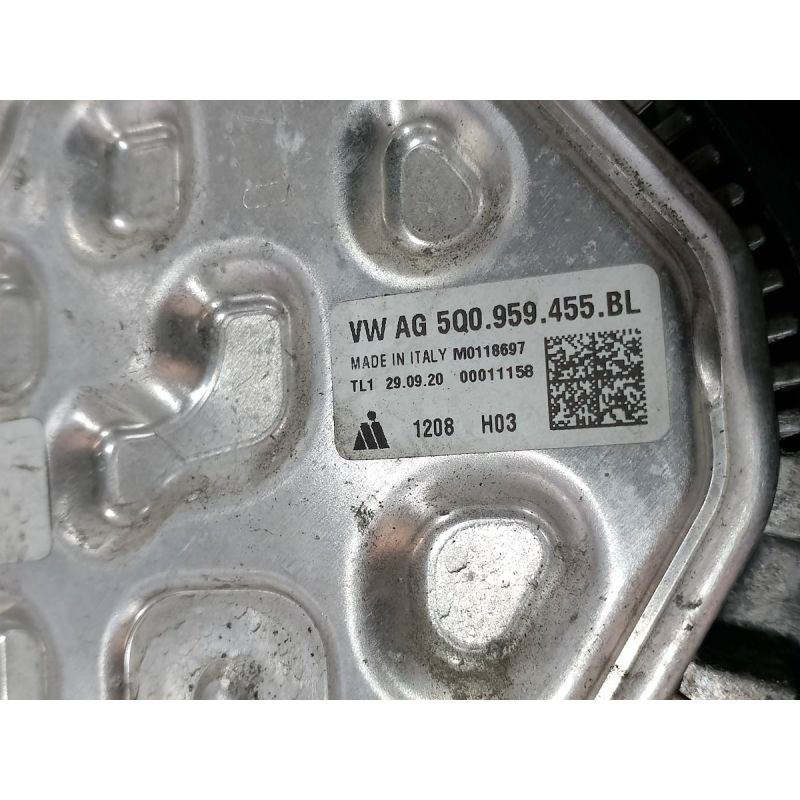 VW AG 5Q0.959.455.BL
MADE IN ITALY M0118697
TL1 29.09.20 00011158
1208 H03